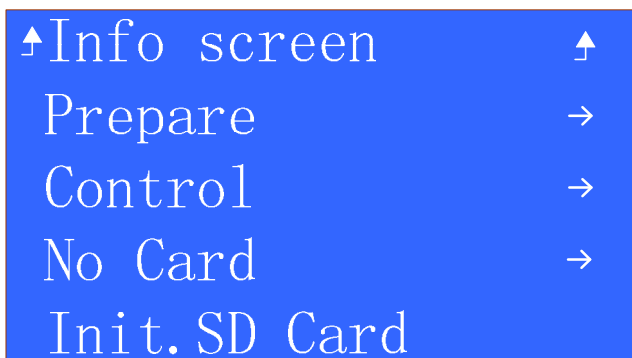 Info screen
Prepare
Control
No Card
Init.SD Card